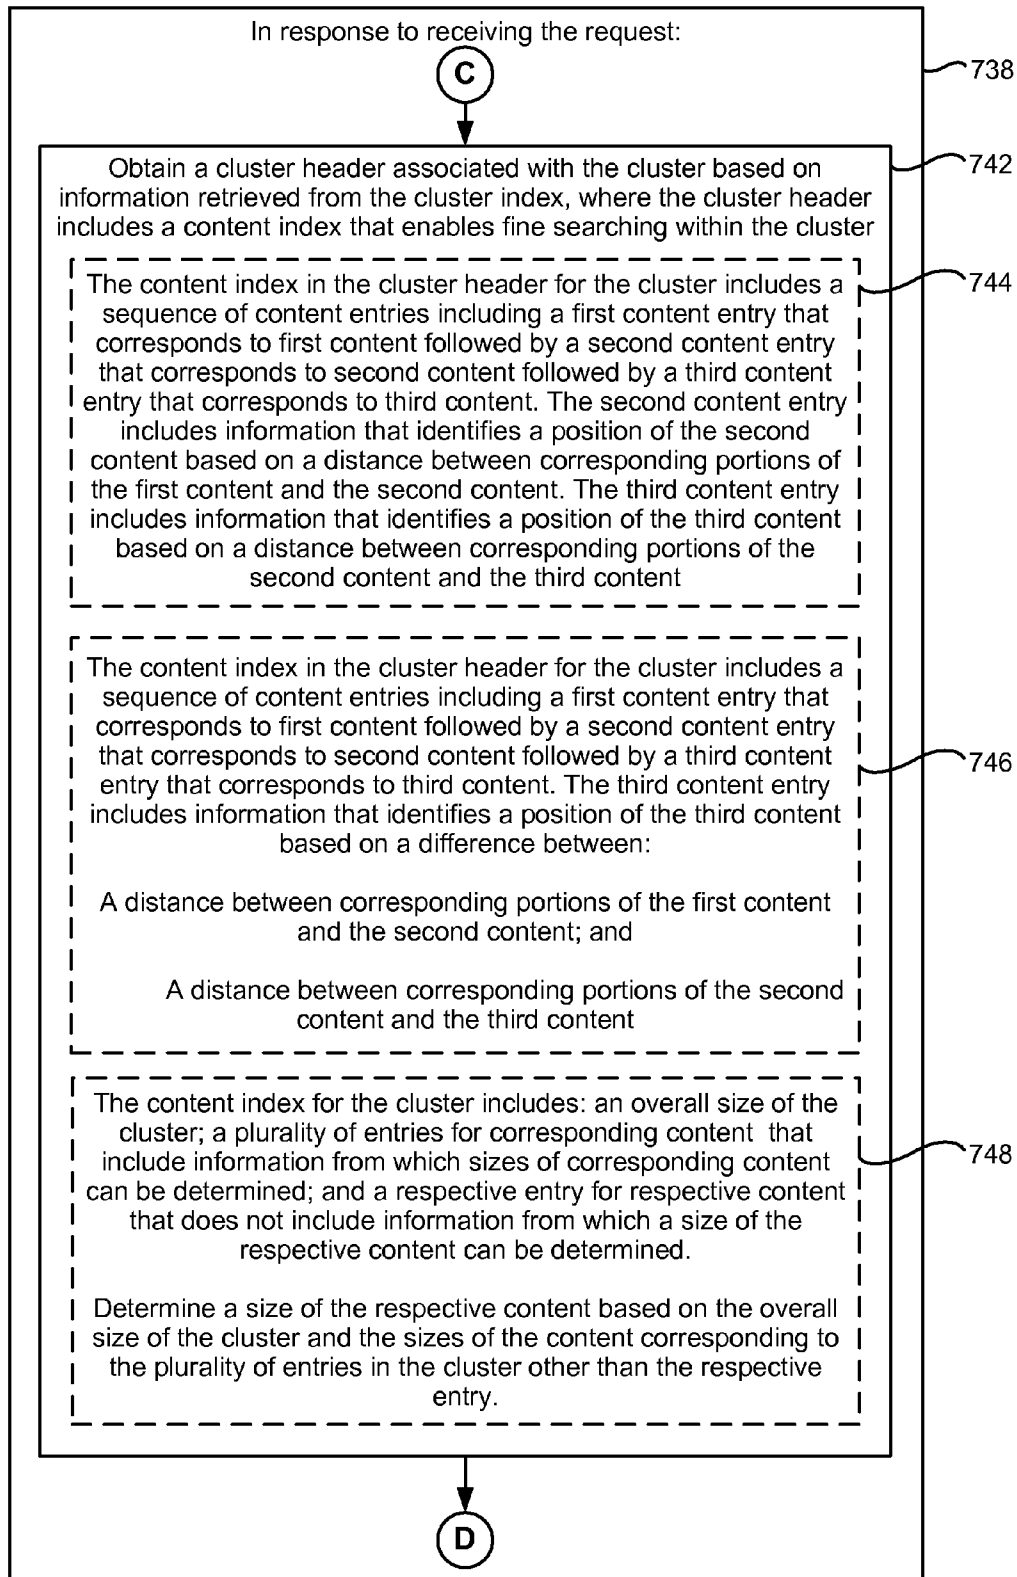 In response to receiving the request:
C
738
Obtain a cluster header associated with the cluster based on
information retrieved from the cluster index, where the cluster header
includes a content index that enables fine searching within the cluster
742
The content index in the cluster header for the cluster includes a
sequence of content entries including a first content entry that
corresponds to first content followed by a second content entry
that corresponds to second content followed by a third content
entry that corresponds to third content. The second content entry
includes information that identifies a position of the second
content based on a distance between corresponding portions of
the first content and the second content. The third content entry
includes information that identifies a position of the third content
based on a distance between corresponding portions of the
second content and the third content
744
The content index in the cluster header for the cluster includes a
sequence of content entries including a first content entry that
corresponds to first content followed by a second content entry
that corresponds to second content followed by a third content
entry that corresponds to third content. The third content entry
includes information that identifies a position of the third content
based on a difference between:
A distance between corresponding portions of the first content
and the second content; and
A distance between corresponding portions of the second
content and the third content
746
The content index for the cluster includes: an overall size of the
cluster; a plurality of entries for corresponding content that
include information from which sizes of corresponding content
can be determined; and a respective entry for respective content
that does not include information from which a size of the
respective content can be determined.
Determine a size of the respective content based on the overall
size of the cluster and the sizes of the content corresponding to
the plurality of entries in the cluster other than the respective
entry.
748
D